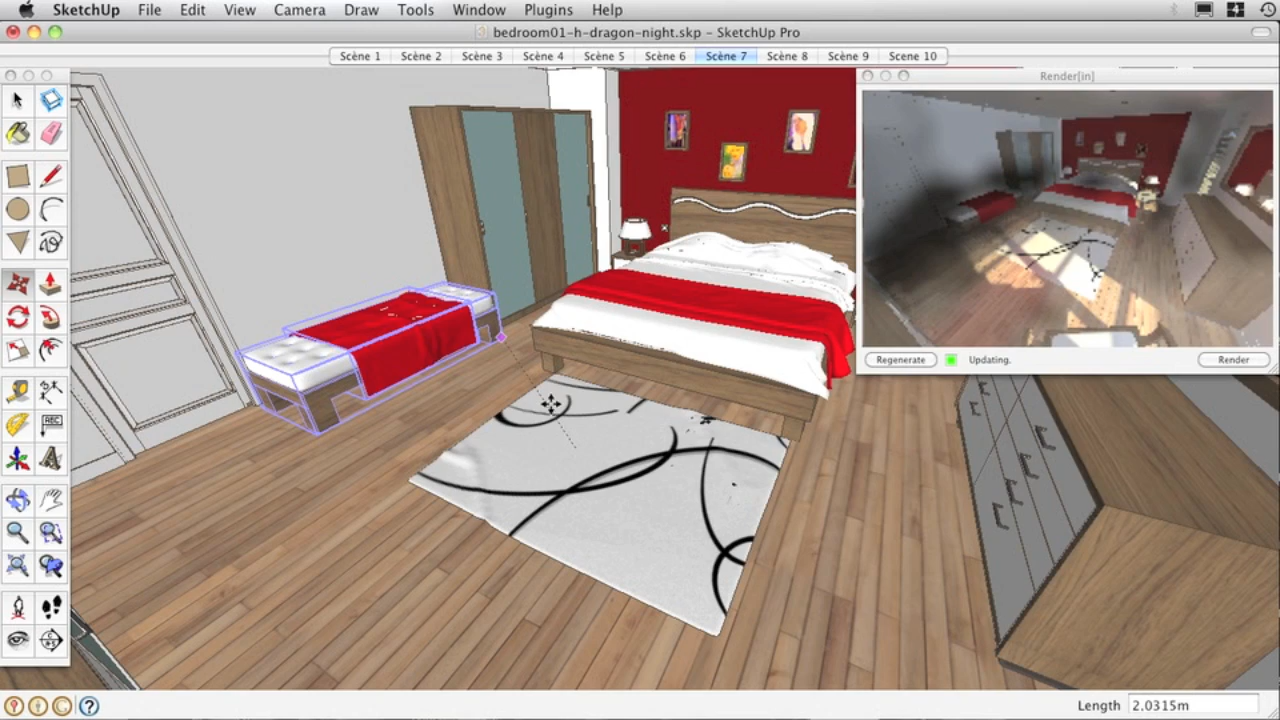 SketchUp File Edit View Camera Draw Tools Window Plugins Help
bedroom01-h-dragon-night.skp – SketchUp Pro
Scène 1 Scène 2 Scène 3 Scène 4 Scène 5 Scène 6 Scène 7 Scène 8 Scène 9 Scene 10
Render[in]
Regenerate Updating. Render
ABC
A
Length 2.0315m